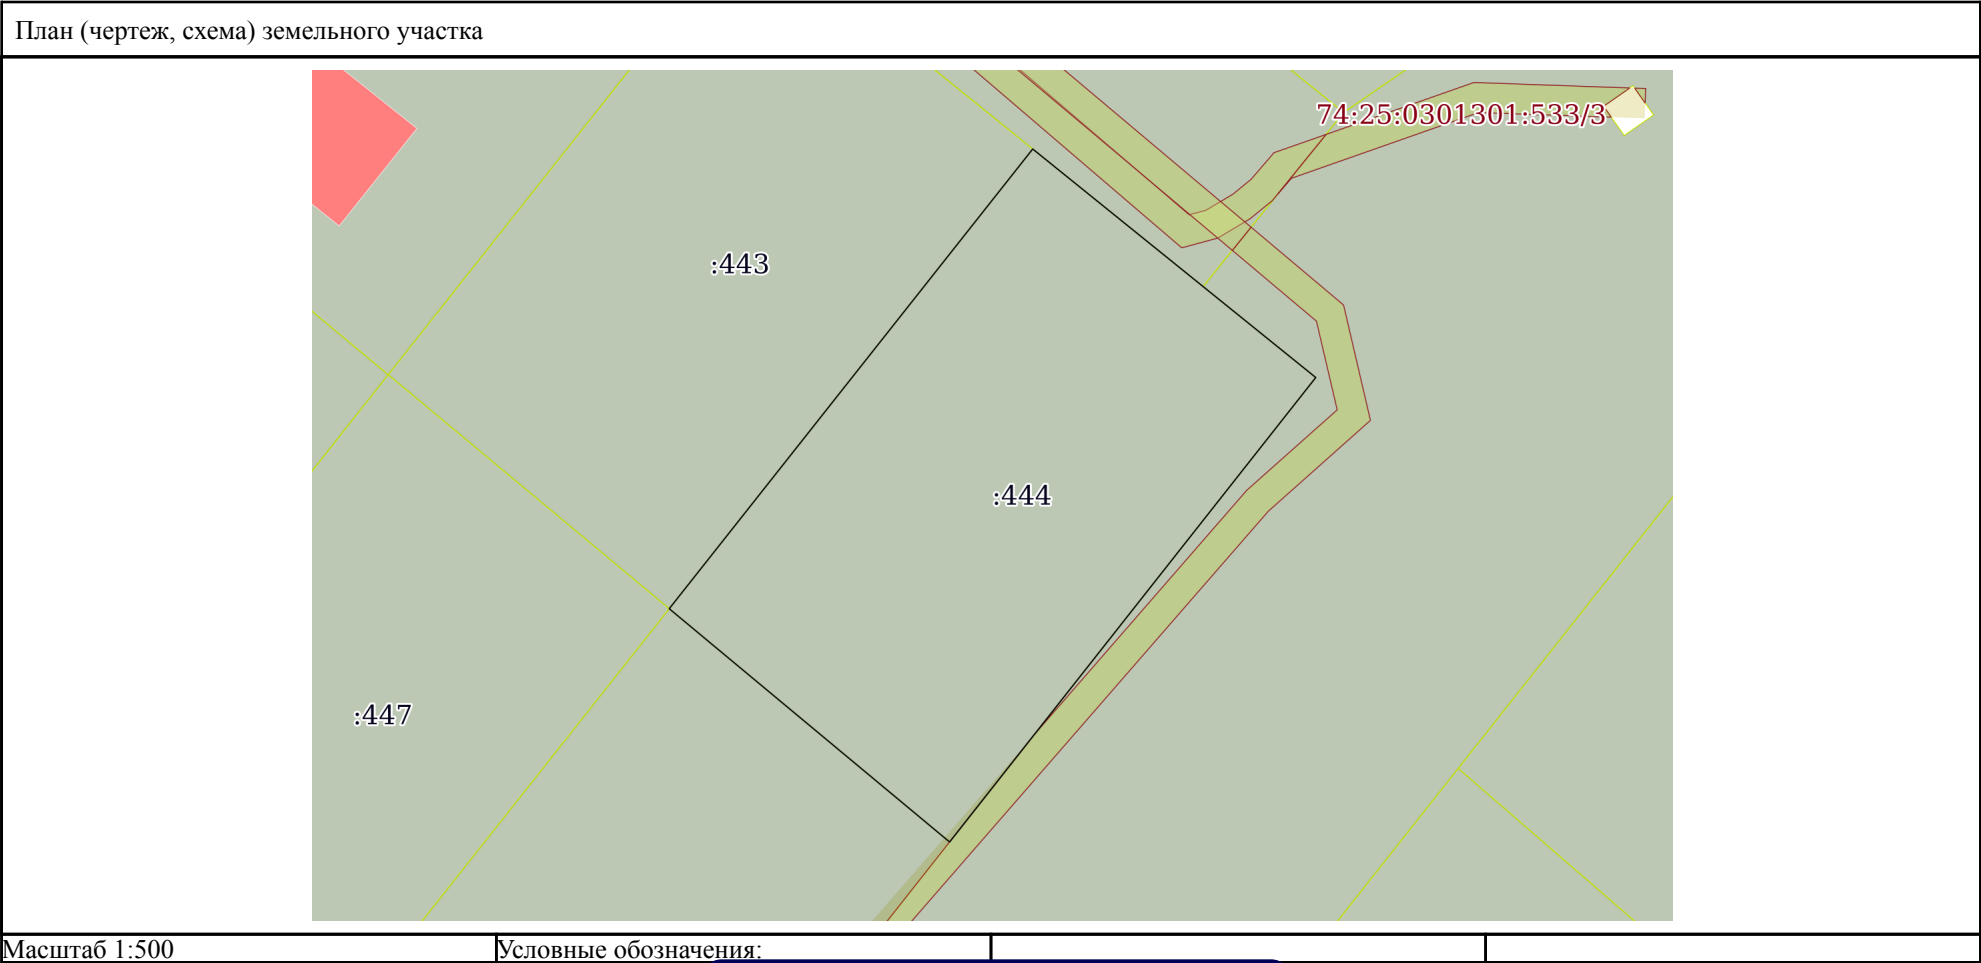 План (чертеж, схема) земельного участка
74:25:0301301:533/3
:443
:444
:447
Масштаб 1:500
Условные обозначения: